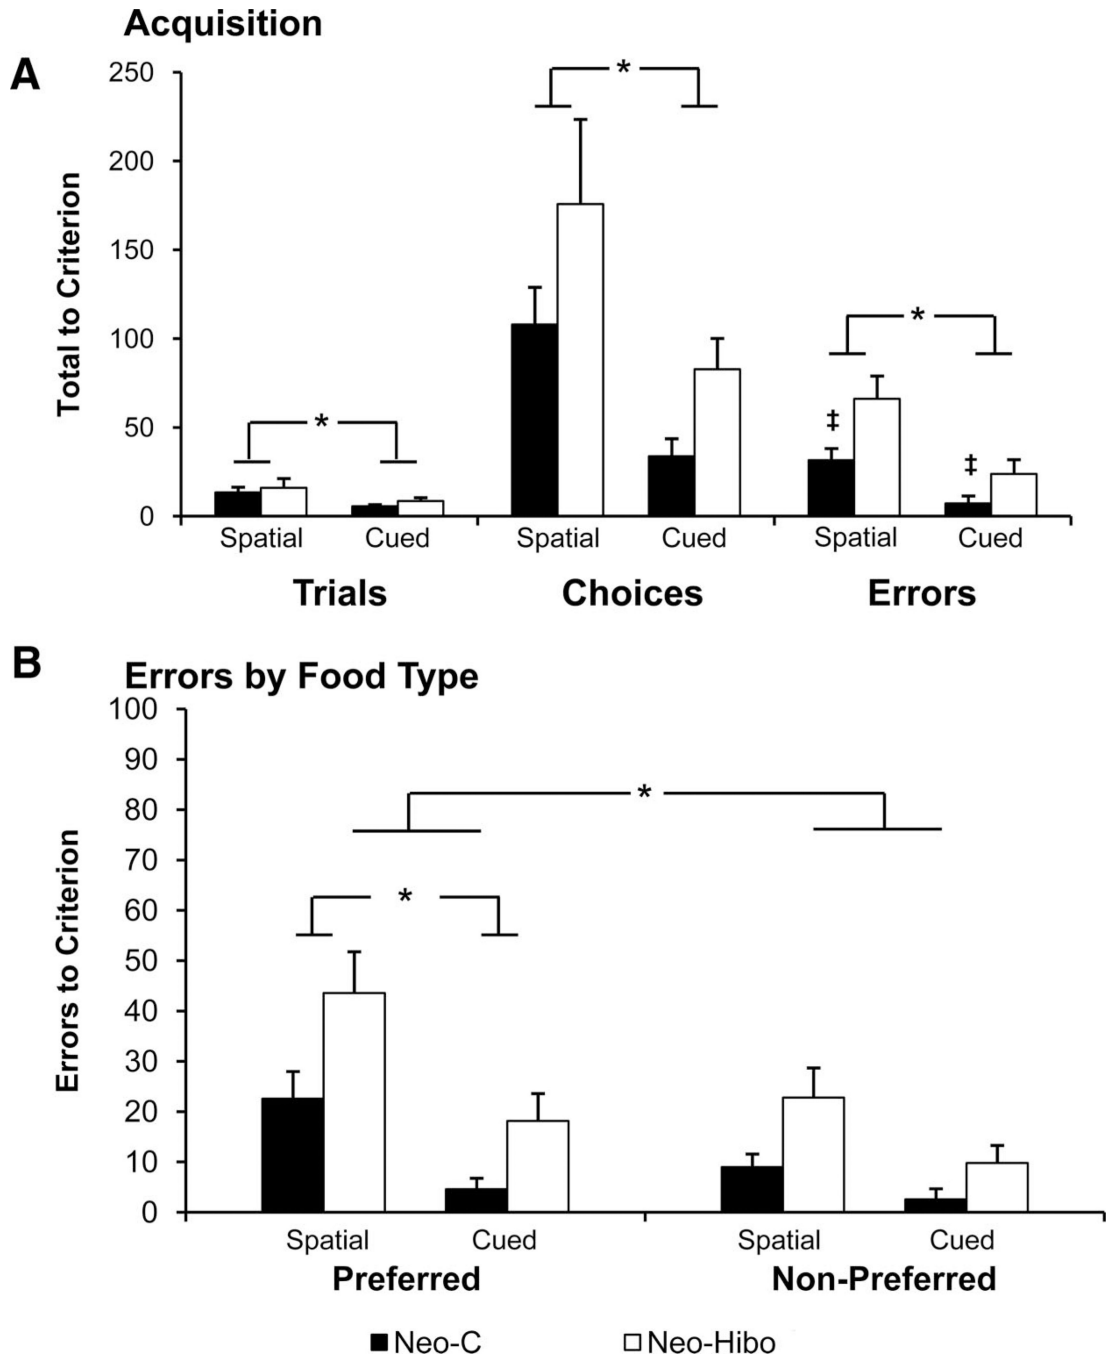 Acquisition
A
250
200
150
100
50
0
Total to Criterion
*
*
*
‡
‡
Spatial Cued Spatial Cued Spatial Cued
Trials Choices Errors
B
Errors by Food Type
100
90
80
70
60
50
40
30
20
10
0
Errors to Criterion
*
*
Spatial Cued Spatial Cued
Preferred Non-Preferred
Neo-C Neo-Hibo